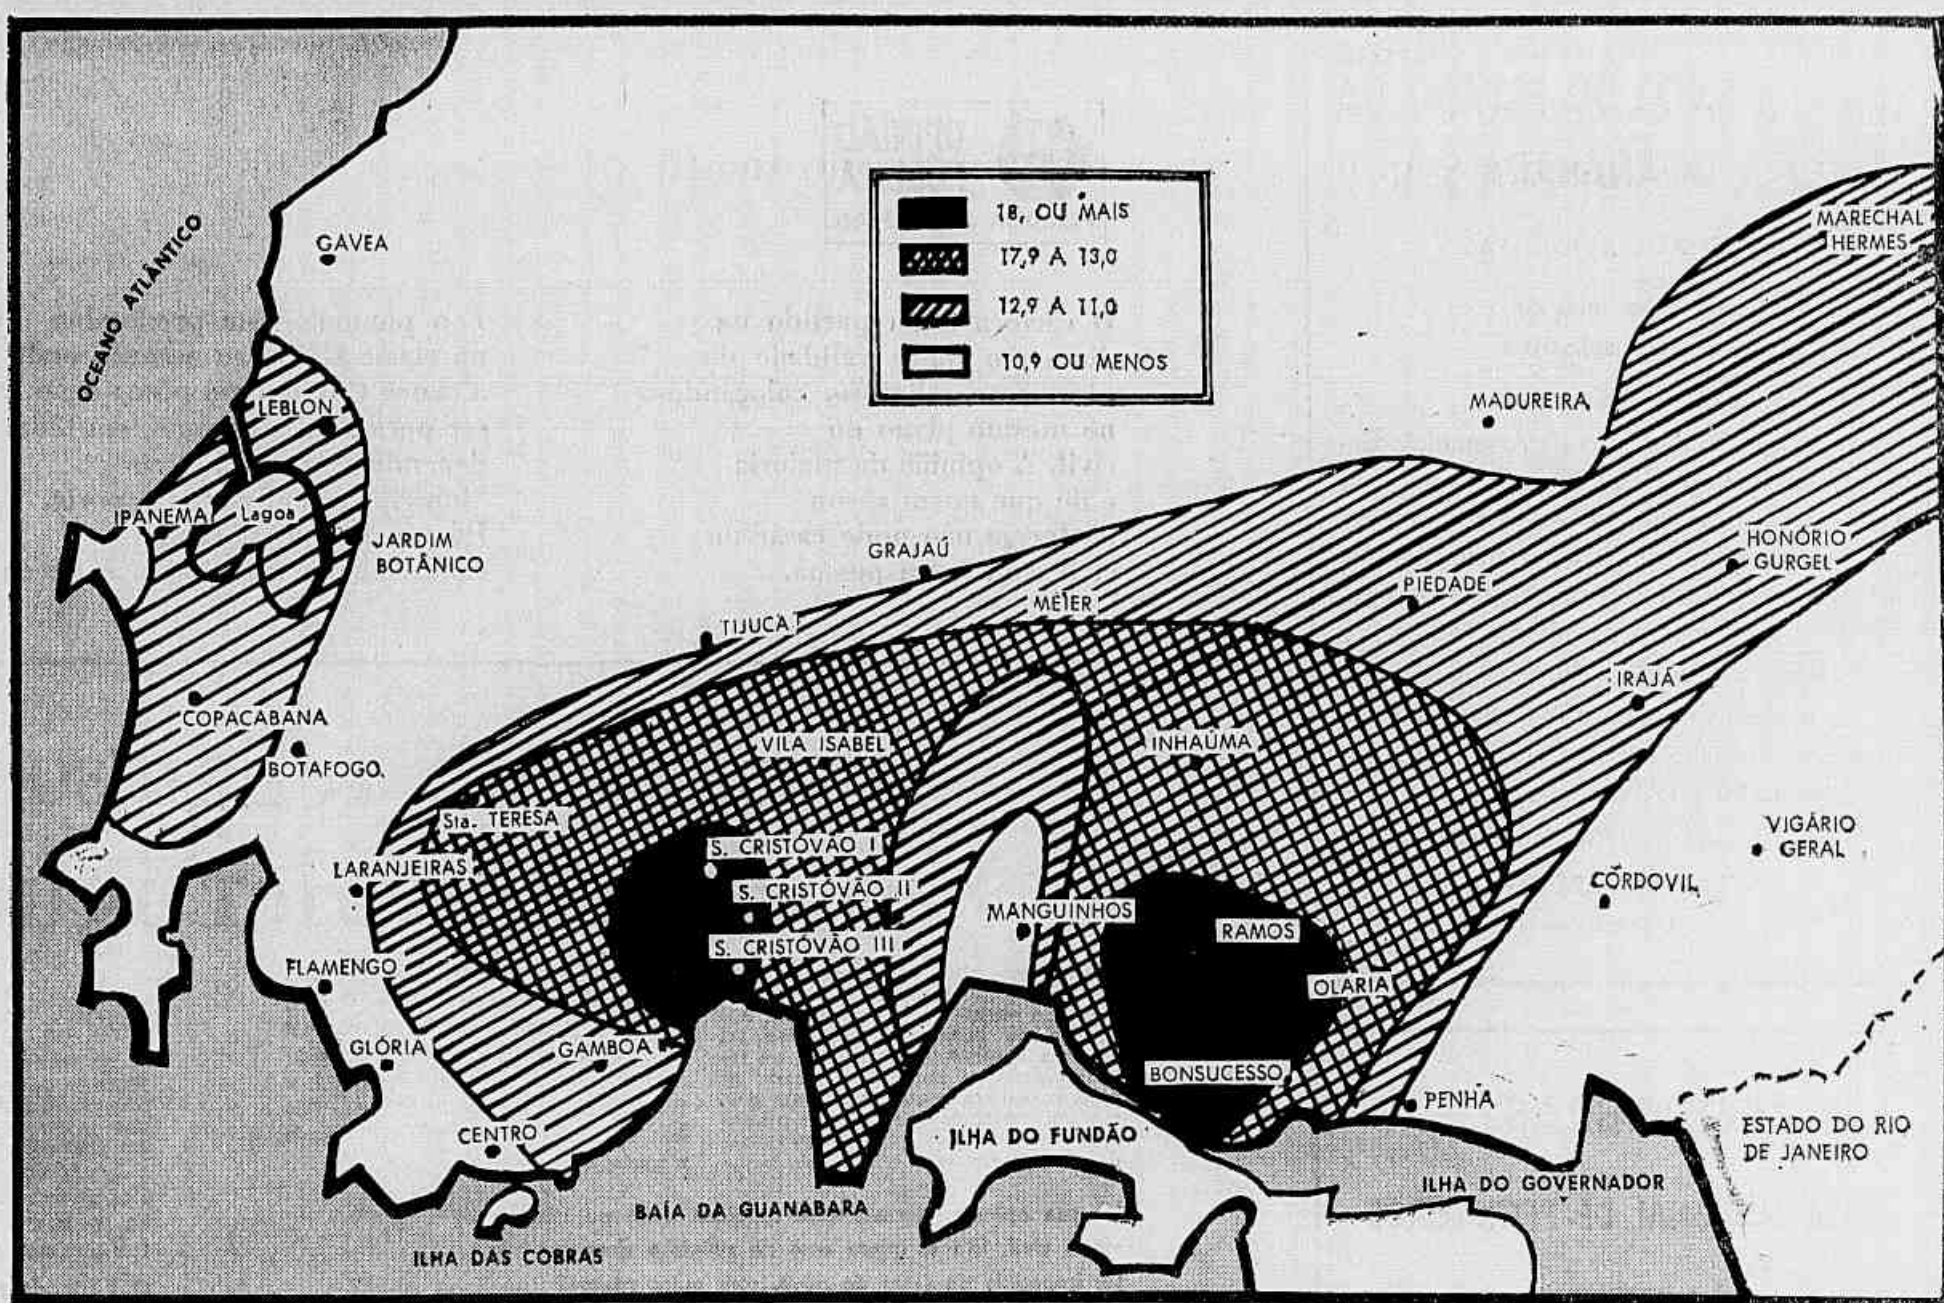 18, OU MAIS
17,9 A 13,0
12,9 A 11,0
10,9 OU MENOS
OCEANO ATLÂNTICO
GAVEA
MARECHAL
HERMES
LEBLON
MADUREIRA
IPANEMA
Lagoa
JARDIM
BOTÂNICO
GRAJAÚ
HONÓRIO
GURGEL
PIEDADE
MÉIER
TIJUCA
IRAJÁ
COPACABANA
BOTAFOGO
VILA ISABEL
INHAÚMA
Sta. TERESA
VIGÁRIO
GERAL
S. CRISTÓVÃO I
LARANJEIRAS
S. CRISTÓVÃO II
CÓRDOVIL
MANGUINHOS
RAMOS
S. CRISTÓVÃO III
FLAMENGO
OLARIA
GLÓRIA
GAMBOA
BONSUCESSO
PENHA
CENTRO
ILHA DO FUNDÃO
ESTADO DO RIO
DE JANEIRO
ILHA DO GOVERNADOR
BAÍA DA GUANABARA
ILHA DAS COBRAS